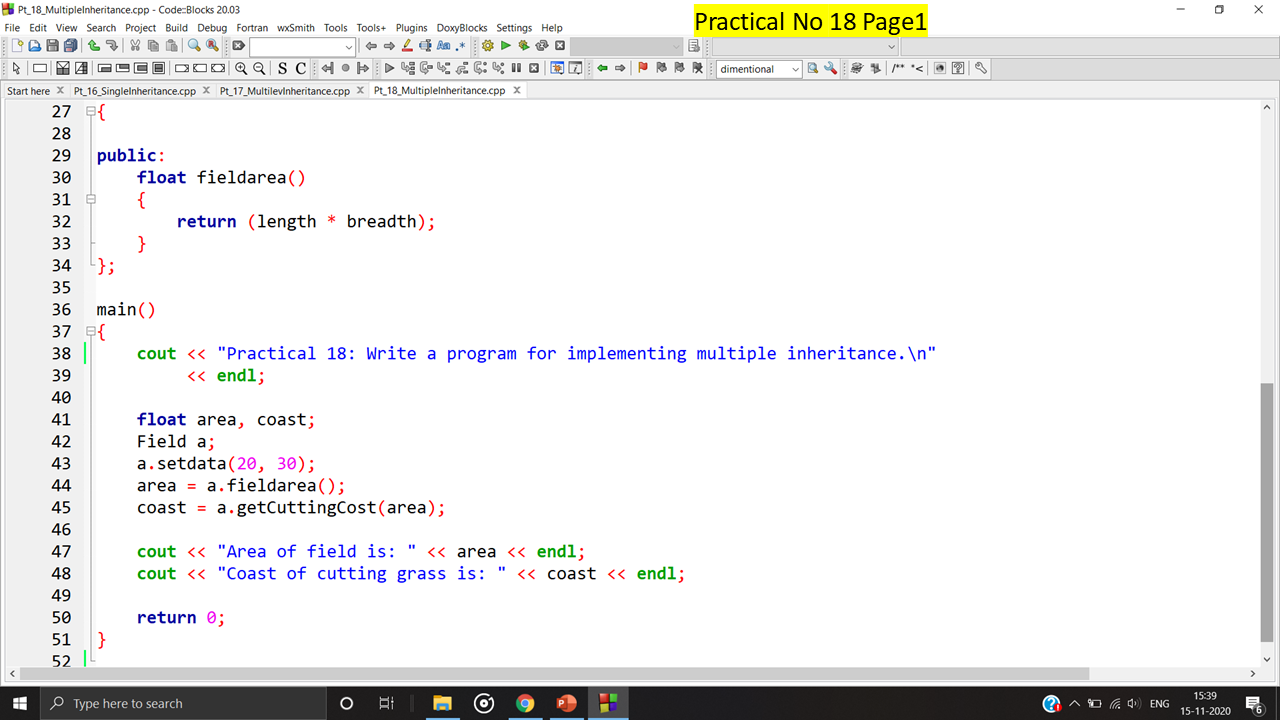 Pt_18_MultipleInheritance.cpp - Code::Blocks 20.03
Practical No 18 Page1
File Edit View Search Project Build Debug Fortran wxSmith Tools Tools+ Plugins DoxyBlocks Settings Help
dimentional
Start here Pt_16_SingleInheritance.cpp Pt_17_MultilevInheritance.cpp Pt_18_MultipleInheritance.cpp
27 {
28
29 public:
30 float fieldarea()
31 {
32 return (length * breadth);
33 }
34 };
35
36 main()
37 {
38 cout << "Practical 18: Write a program for implementing multiple inheritance.\n"
39 << endl;
40
41 float area, coast;
42 Field a;
43 a.setdata(20, 30);
44 area = a.fieldarea();
45 coast = a.getCuttingCost(area);
46
47 cout << "Area of field is: " << area << endl;
48 cout << "Coast of cutting grass is: " << coast << endl;
49
50 return 0;
51 }
52
Type here to search
ENG
15:39
15-11-2020
6